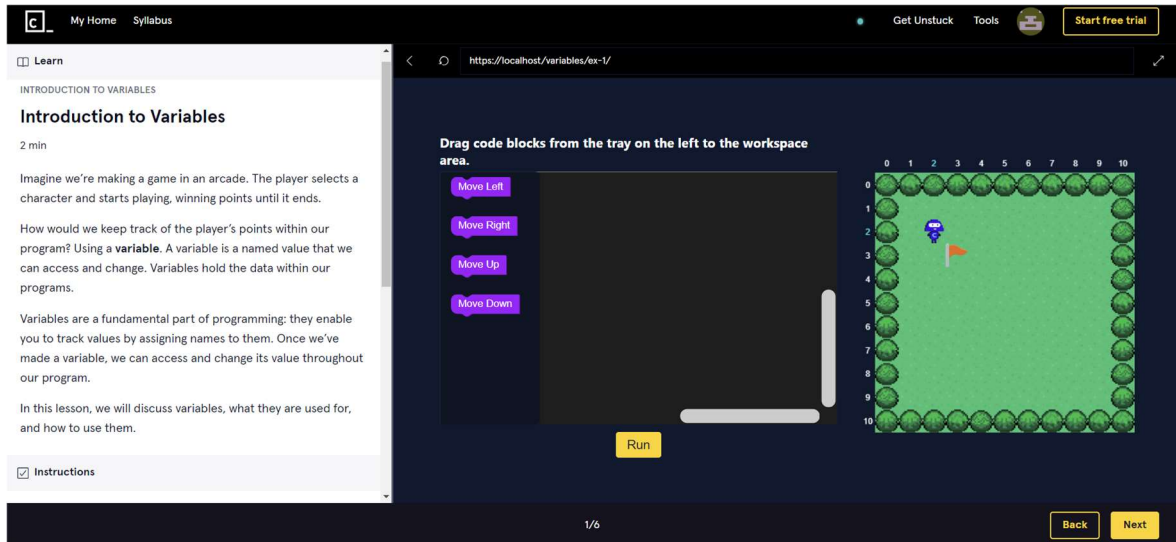 c_
My Home
Syllabus
Get Unstuck
Tools
Start free trial
Learn
INTRODUCTION TO VARIABLES
Introduction to Variables
2 min
Imagine we're making a game in an arcade. The player selects a
character and starts playing, winning points until it ends.
How would we keep track of the player's points within our
program? Using a variable. A variable is a named value that we
can access and change. Variables hold the data within our
programs.
Variables are a fundamental part of programming: they enable
you to track values by assigning names to them. Once we've
made a variable, we can access and change its value throughout
our program.
In this lesson, we will discuss variables, what they are used for,
and how to use them.
Instructions
https://localhost/variables/ex-1/
Drag code blocks from the tray on the left to the workspace
area.
Move Left
Move Right
Move Up
Move Down
Run
0 1 2 3 4 5 6 7 8 9 10
0
1
2
3
4
5
6
7
8
9
10
C
1/6
Back
Next